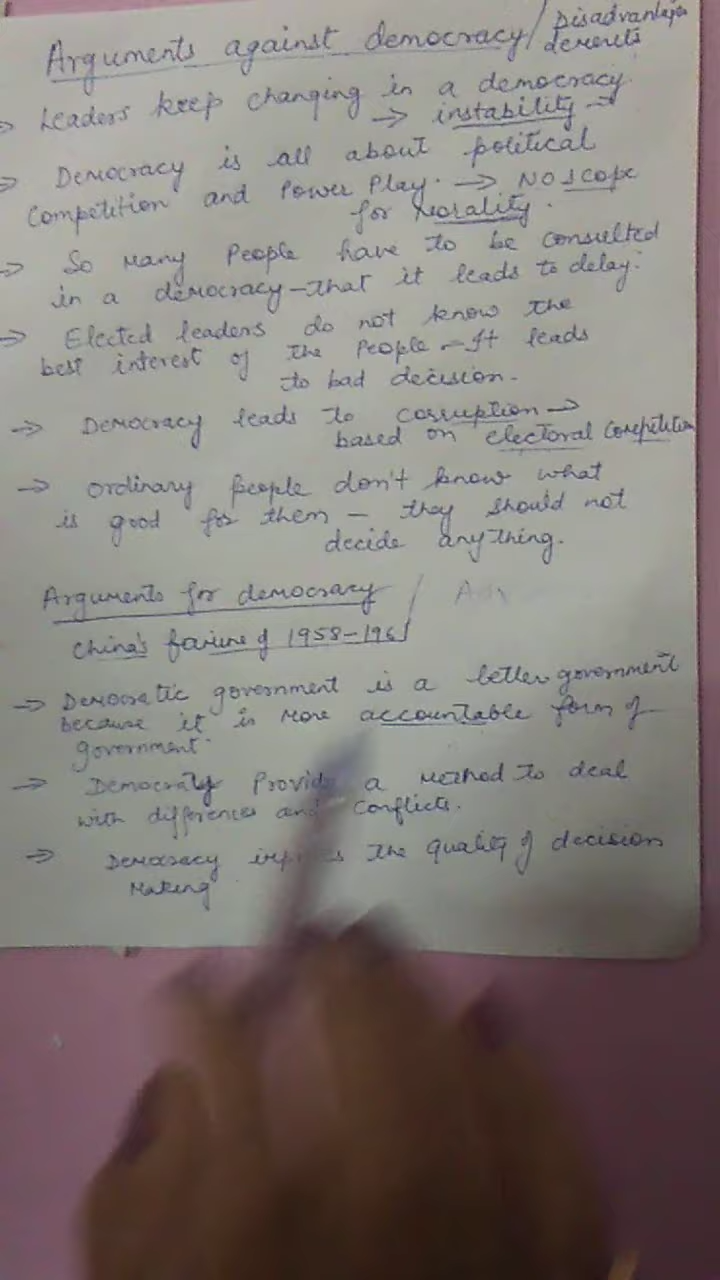 Arguments against democracy/ Disadvantages
demerits
→ Leaders keep changing in a democracy.
→ instability →
→ Democracy is all about political
Competition and Power Play. → No scope
for Morality.
→ So many People have to be consulted
in a democracy - that it leads to delay.
→ Elected leaders do not know the
best interest of the People - It leads
to bad decision.
→ Democracy leads to corruption →
based on electoral Competition
→ Ordinary People don't know what
is good for them - they should not
decide anything.
Arguments for democracy / Adv
China's famine of 1958-1961
→ Democratic government is a better government
because it is more accountable form of
government.
→ Democracy Provide a method to deal
with differences and conflicts.
→ Democracy the quality of decision
Making